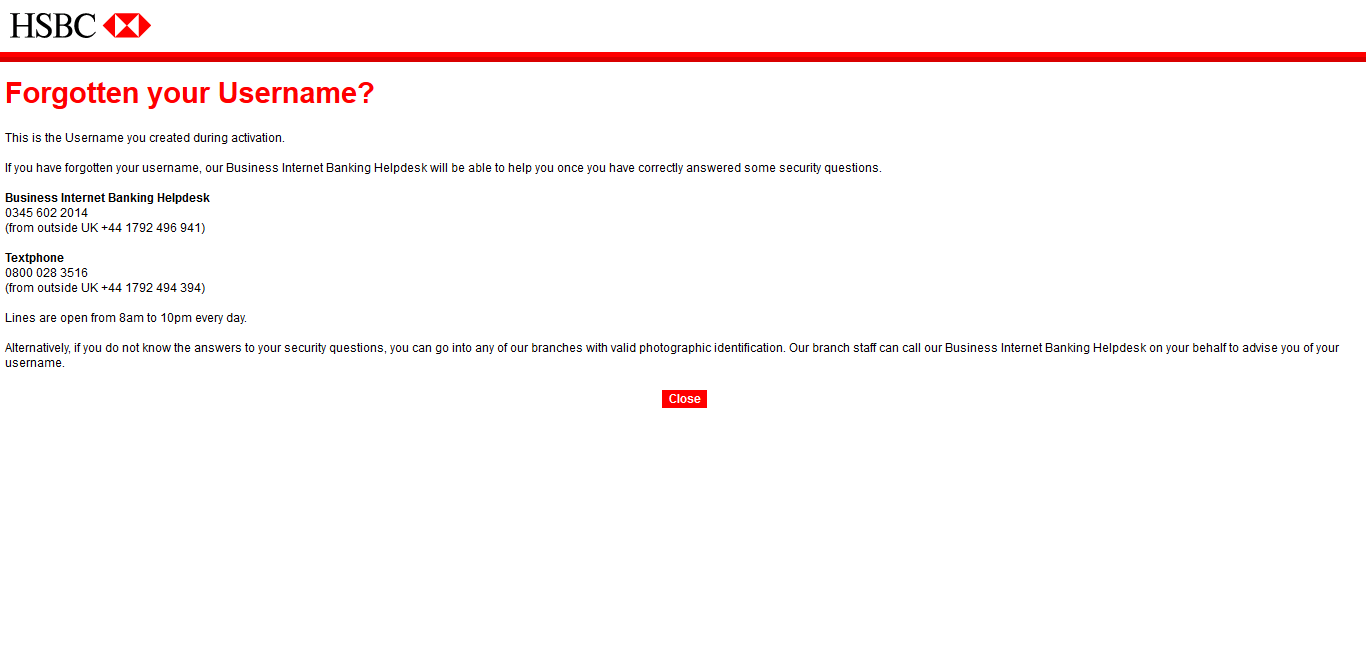 HSBC
Forgotten your Username?
This is the Username you created during activation.
If you have forgotten your username, our Business Internet Banking Helpdesk will be able to help you once you have correctly answered some security questions.
Business Internet Banking Helpdesk
0345 602 2014
(from outside UK +44 1792 496 941)
Textphone
0800 028 3516
(from outside UK +44 1792 494 394)
Lines are open from 8am to 10pm every day.
Alternatively, if you do not know the answers to your security questions, you can go into any of our branches with valid photographic identification. Our branch staff can call our Business Internet Banking Helpdesk on your behalf to advise you of your
username.
Close